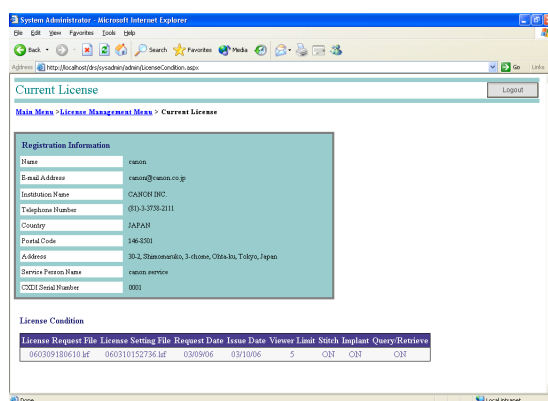 System Administrator - Microsoft Internet Explorer
File Edit View Favorites Tools Help
Back Search Favorites Media
Address http://localhost/drs/sysadmin/admin/LicenseCondition.aspx Go Links
Current License Logout
Main Menu >License Management Menu > Current License
Registration Information
Name canon
E-mail Address canon@canon.co.jp
Institution Name CANON INC.
Telephone Number (81)-3-3758-2111
Country JAPAN
Postal Code 146-8501
Address 30-2, Shimomaruko, 3-chome, Ohta-ku, Tokyo, Japan
Service Person Name canon service
CXDI Serial Number 0001
License Condition
License Request File License Setting File Request Date Issue Date Viewer Limit Stitch Implant Query/Retrieve
060309180610.lrf 060310152736.lsf 03/09/06 03/10/06 5 ON ON ON
Done Local intranet